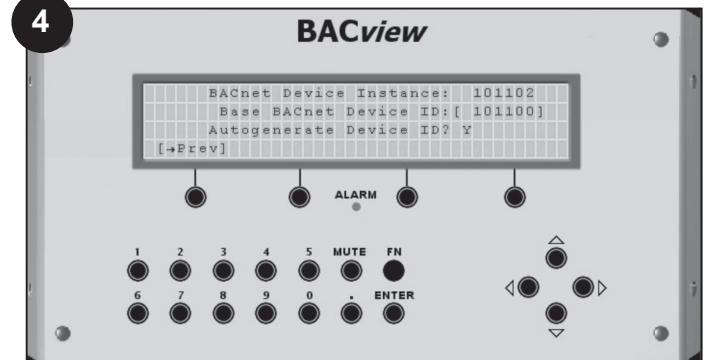 4
BACview
BACnet Device Instance: 101102
Base BACnet Device ID:[ 101100]
Autogenerate Device ID? Y
[→Prev]
ALARM
1 2 3 4 5 MUTE FN
6 7 8 9 0 . ENTER